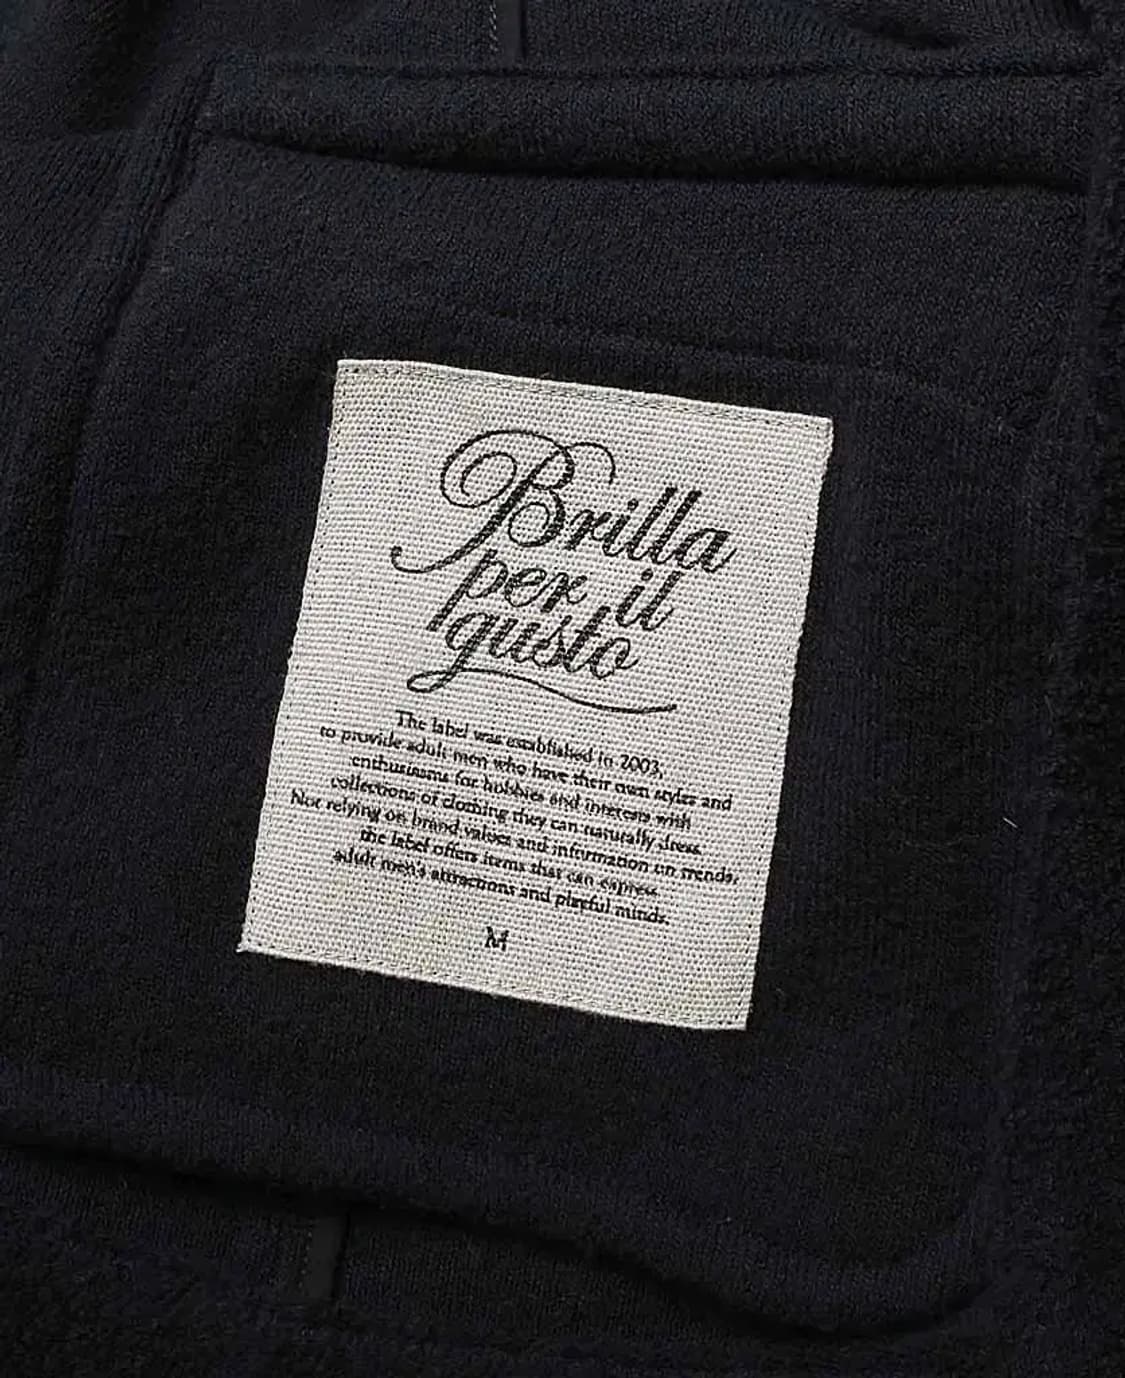 Brilla
per il
gusto
The label was established in 2003,
to provide adult men who have their own styles and
enthusiasms for hobbies and interests with
collections of clothing they can naturally dress.
Not relying on brand values and information on trends,
the label offers items that can express
adult men's attractions and playful minds.
M